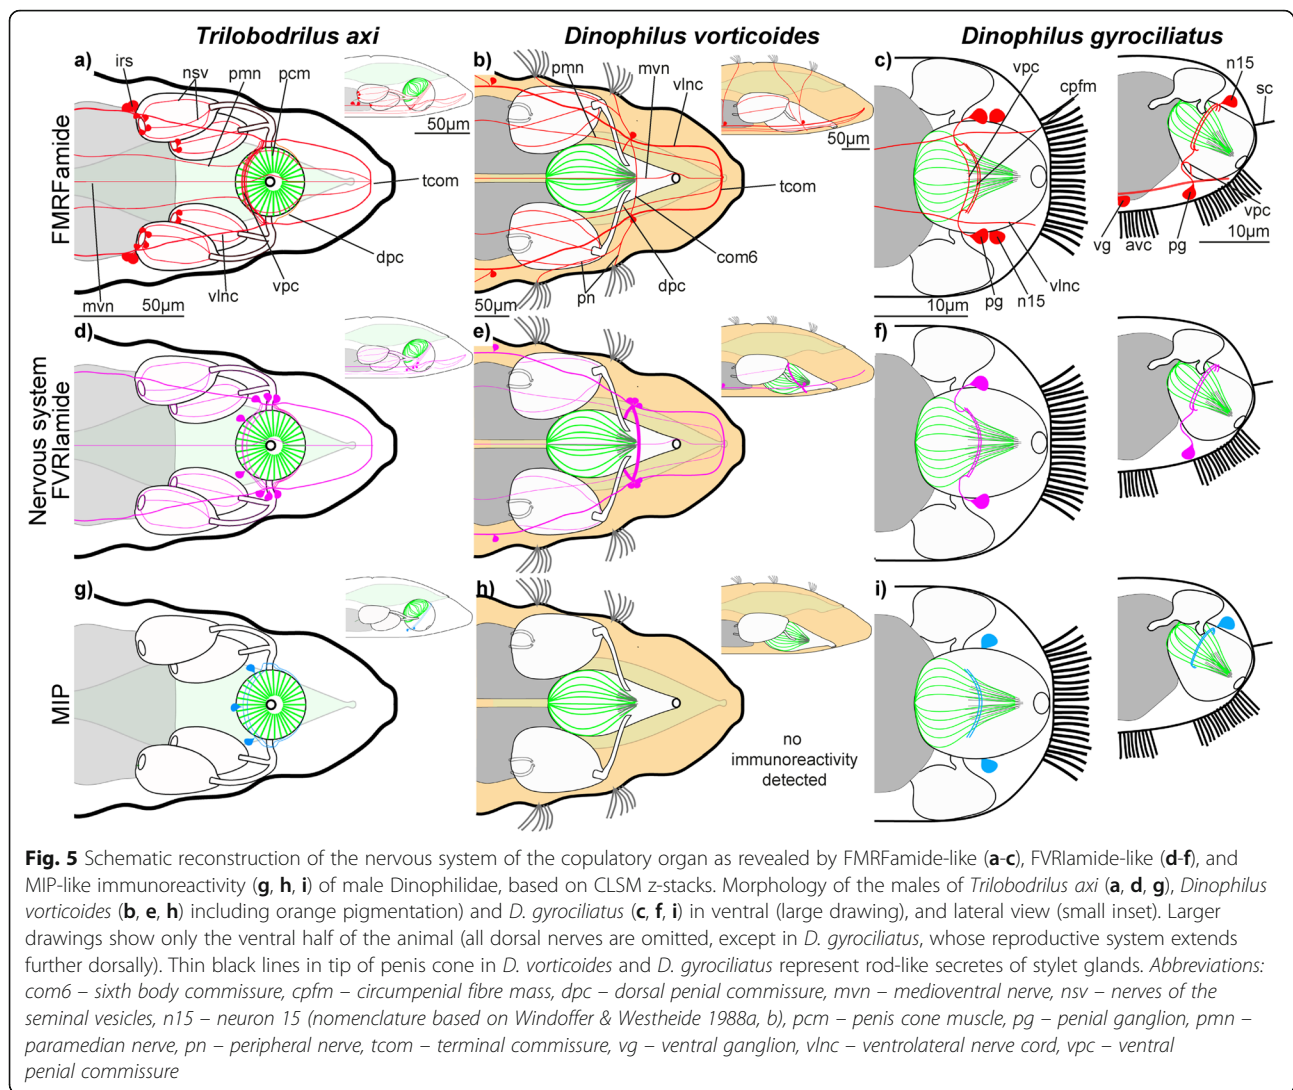 Trilobodrilus axi
Dinophilus vorticoides
Dinophilus gyrociliatus
FMRFamide
a)
irs
nsv
pmn
pcm
50µm
tcom
dpc
vpc
vlnc
mvn
50µm
b)
pmn
mvn
vlnc
50µm
tcom
com6
dpc
pn
50µm
c)
vpc
cpfm
n15
sc
vpc
vg
avc
pg
10µm
vlnc
n15
pg
10µm
Nervous system
FVRIamide
d)
e)
f)
MIP
g)
h)
no
immunoreactivity
detected
i)
Fig. 5 Schematic reconstruction of the nervous system of the copulatory organ as revealed by FMRFamide-like (a-c), FVRIamide-like (d-f), and
MIP-like immunoreactivity (g, h, i) of male Dinophilidae, based on CLSM z-stacks. Morphology of the males of Trilobodrilus axi (a, d, g), Dinophilus
vorticoides (b, e, h) including orange pigmentation) and D. gyrociliatus (c, f, i) in ventral (large drawing), and lateral view (small inset). Larger
drawings show only the ventral half of the animal (all dorsal nerves are omitted, except in D. gyrociliatus, whose reproductive system extends
further dorsally). Thin black lines in tip of penis cone in D. vorticoides and D. gyrociliatus represent rod-like secretes of stylet glands. Abbreviations:
com6 – sixth body commissure, cpfm – circumpenial fibre mass, dpc – dorsal penial commissure, mvn – medioventral nerve, nsv – nerves of the
seminal vesicles, n15 – neuron 15 (nomenclature based on Windoffer & Westheide 1988a, b), pcm – penis cone muscle, pg – penial ganglion, pmn –
paramedian nerve, pn – peripheral nerve, tcom – terminal commissure, vg – ventral ganglion, vlnc – ventrolateral nerve cord, vpc – ventral
penial commissure